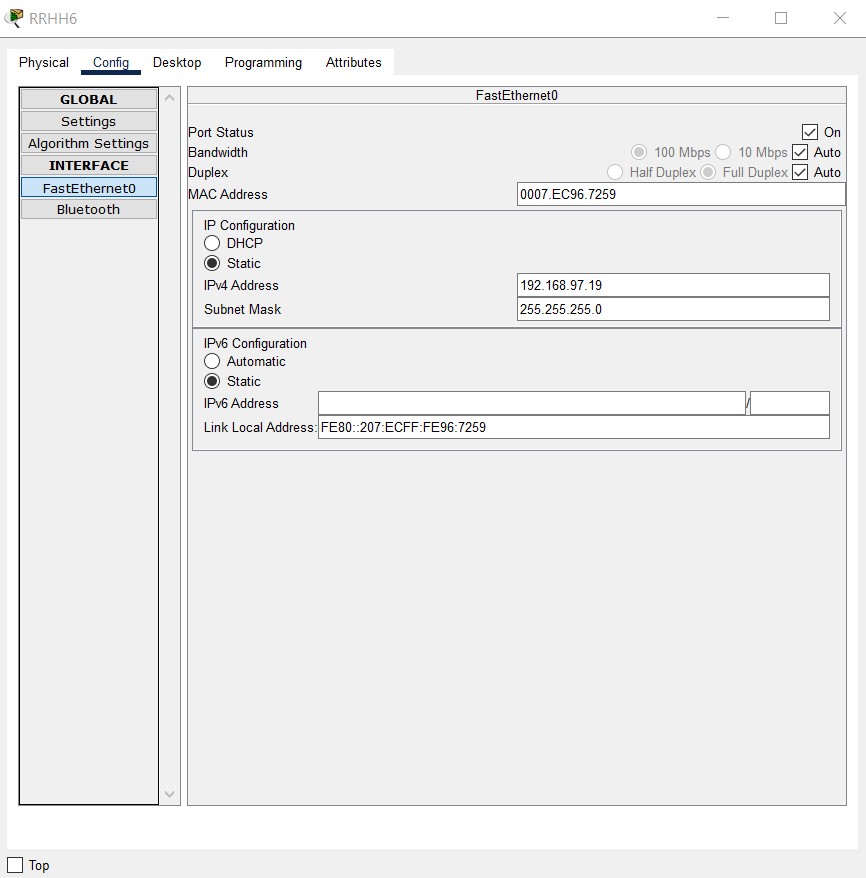 RRHH6
Physical Config Desktop Programming Attributes
GLOBAL
Settings
Algorithm Settings
INTERFACE
FastEthernet0
Bluetooth
FastEthernet0
Port Status On
Bandwidth 100 Mbps 10 Mbps Auto
Duplex Half Duplex Full Duplex Auto
MAC Address 0007.EC96.7259
IP Configuration
DHCP
Static
IPv4 Address 192.168.97.19
Subnet Mask 255.255.255.0
IPv6 Configuration
Automatic
Static
IPv6 Address /
Link Local Address: FE80::207:ECFF:FE96:7259
Top